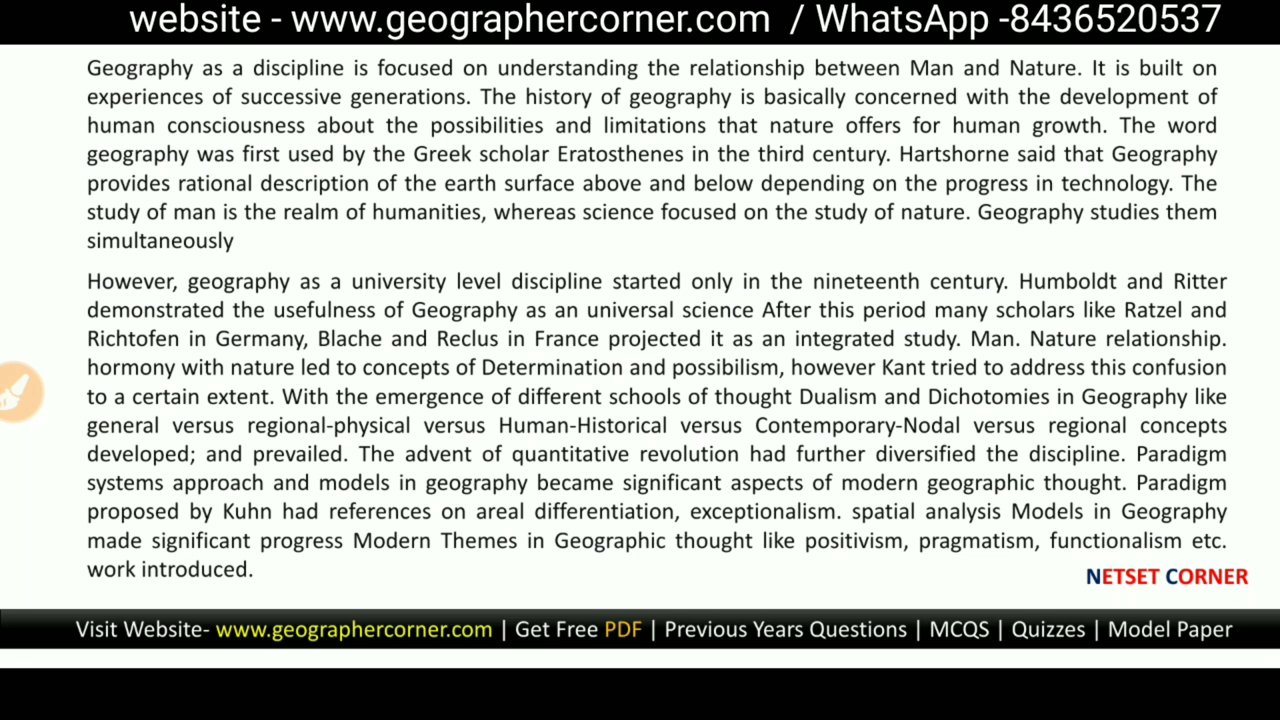 website - www.geographercorner.com / WhatsApp -8436520537
Geography as a discipline is focused on understanding the relationship between Man and Nature. It is built on
experiences of successive generations. The history of geography is basically concerned with the development of
human consciousness about the possibilities and limitations that nature offers for human growth. The word
geography was first used by the Greek scholar Eratosthenes in the third century. Hartshorne said that Geography
provides rational description of the earth surface above and below depending on the progress in technology. The
study of man is the realm of humanities, whereas science focused on the study of nature. Geography studies them
simultaneously
However, geography as a university level discipline started only in the nineteenth century. Humboldt and Ritter
demonstrated the usefulness of Geography as an universal science After this period many scholars like Ratzel and
Richtofen in Germany, Blache and Reclus in France projected it as an integrated study. Man. Nature relationship.
hormony with nature led to concepts of Determination and possibilism, however Kant tried to address this confusion
to a certain extent. With the emergence of different schools of thought Dualism and Dichotomies in Geography like
general versus regional-physical versus Human-Historical versus Contemporary-Nodal versus regional concepts
developed; and prevailed. The advent of quantitative revolution had further diversified the discipline. Paradigm
systems approach and models in geography became significant aspects of modern geographic thought. Paradigm
proposed by Kuhn had references on areal differentiation, exceptionalism. spatial analysis Models in Geography
made significant progress Modern Themes in Geographic thought like positivism, pragmatism, functionalism etc.
work introduced.
NETSET CORNER
Visit Website- www.geographercorner.com | Get Free PDF | Previous Years Questions | MCQS | Quizzes | Model Paper